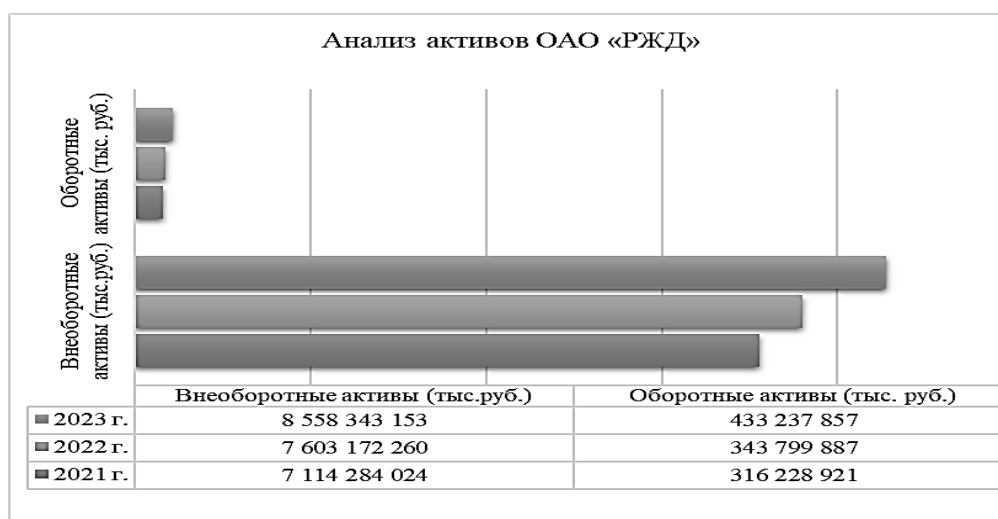 Анализ активов ОАО «РЖД»
Оборотные
активы (тыс. руб.)
Внеоборотные
активы (тыс.руб.)
Внеоборотные активы (тыс.руб.) Оборотные активы (тыс. руб.)
2023 г. 8 558 343 153 433 237 857
2022 г. 7 603 172 260 343 799 887
2021 г. 7 114 284 024 316 228 921